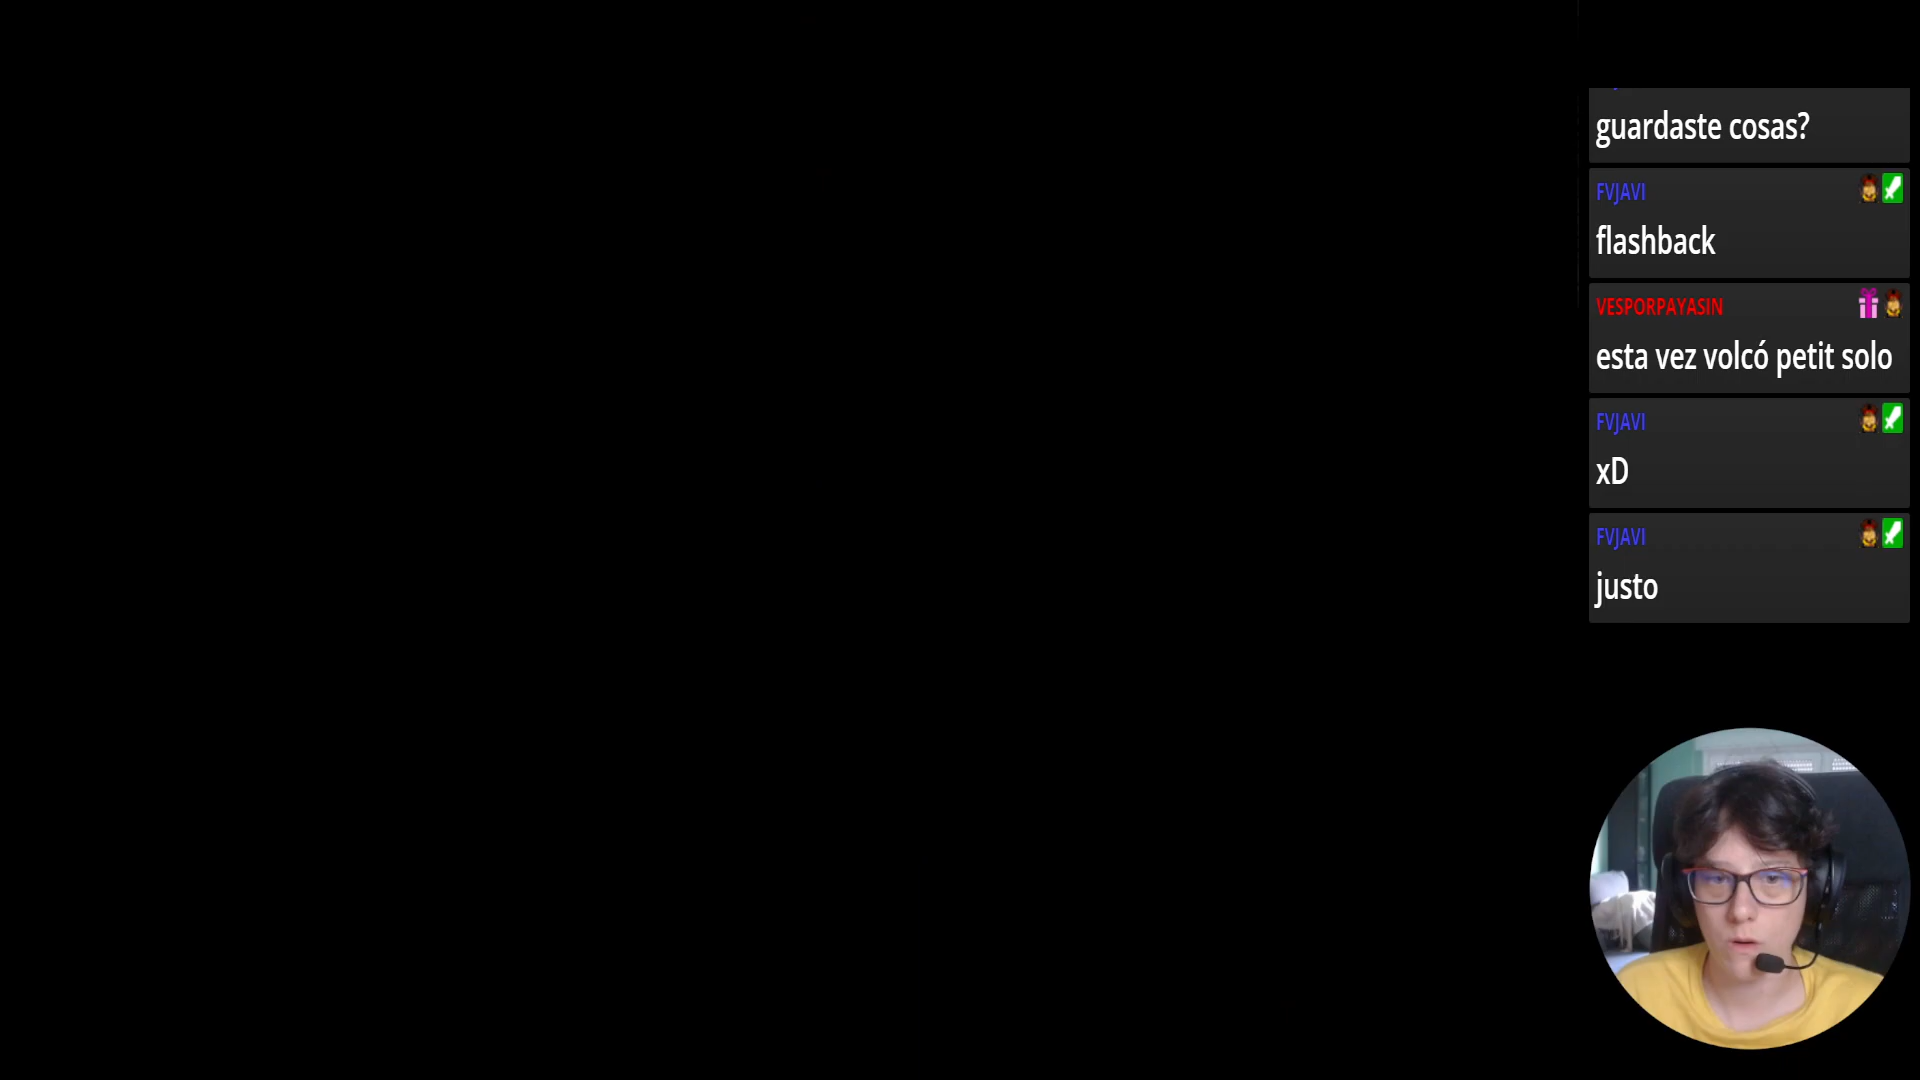 guardaste cosas?
FVJAVI
flashback
VESPORPAYASIN
esta vez volcó petit solo
FVJAVI
xD
FVJAVI
justo